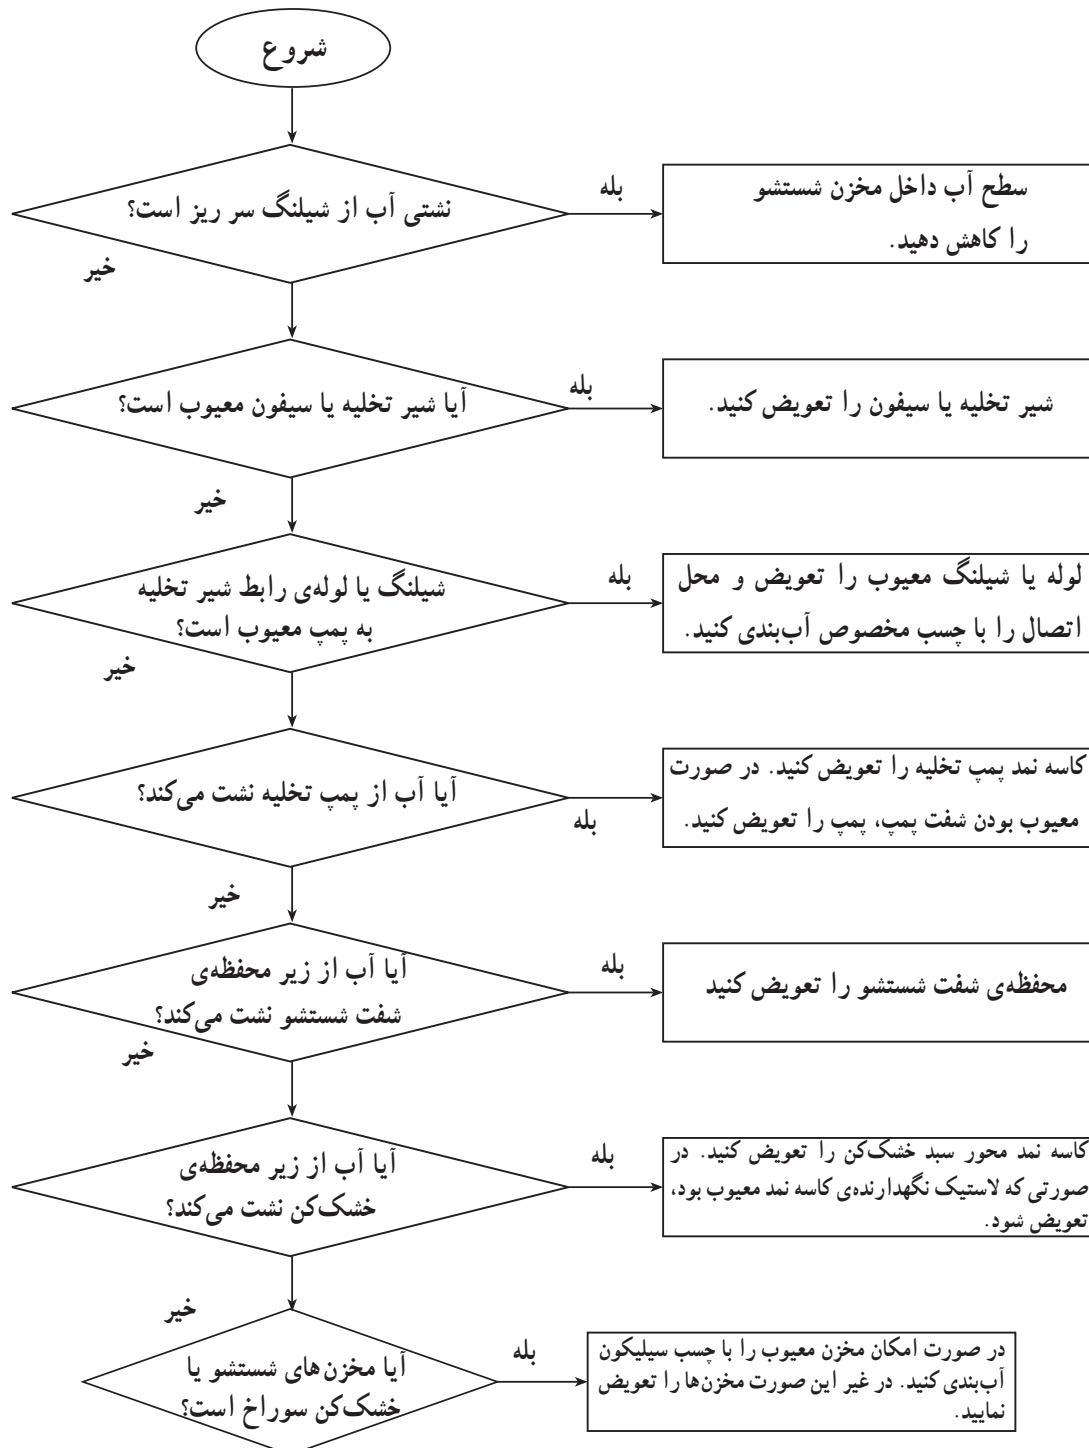 شروع
نشتی آب از شیلنگ سر ریز است؟
بله
سطح آب داخل مخزن شستشو
را کاهش دهید.
خیر
آیا شیر تخلیه یا سیفون معیوب است؟
بله
شیر تخلیه یا سیفون را تعویض کنید.
خیر
شیلنگ یا لوله‌ی رابط شیر تخلیه
به پمپ معیوب است؟
بله
لوله یا شیلنگ معیوب را تعویض و محل
اتصال را با چسب مخصوص آب‌بندی کنید.
خیر
آیا آب از پمپ تخلیه نشت می‌کند؟
بله
کاسه نمد پمپ تخلیه را تعویض کنید. در صورت
معیوب بودن شفت پمپ، پمپ را تعویض کنید.
خیر
آیا آب از زیر محفظه‌ی
شفت شستشو نشت می‌کند؟
بله
محفظه‌ی شفت شستشو را تعویض کنید
خیر
آیا آب از زیر محفظه‌ی
خشک‌کن نشت می‌کند؟
بله
کاسه نمد محور سبد خشک‌کن را تعویض کنید. در
صورتی که لاستیک نگهدارنده‌ی کاسه نمد معیوب بود،
تعویض شود.
خیر
آیا مخزن‌های شستشو یا
خشک‌کن سوراخ است؟
بله
در صورت امکان مخزن معیوب را با چسب سیلیکون
آب‌بندی کنید. در غیر این صورت مخزن‌ها را تعویض
نمایید.